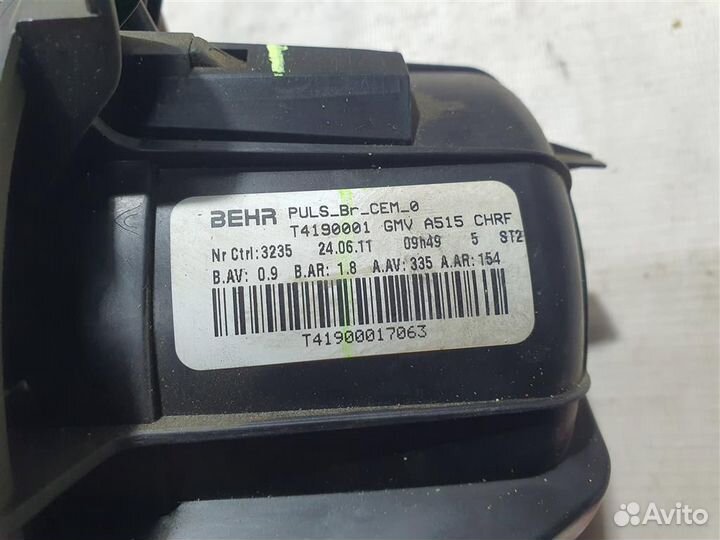 BEHR PULS_Br_CEM_0
T4190001 GMV A515 CHRF
Nr Ctrl:3235 24.06.11 09h49 5 ST2
B.AV: 0.9 B.AR: 1.8 A.AV: 335 A.AR: 154
T41900017063
Avito